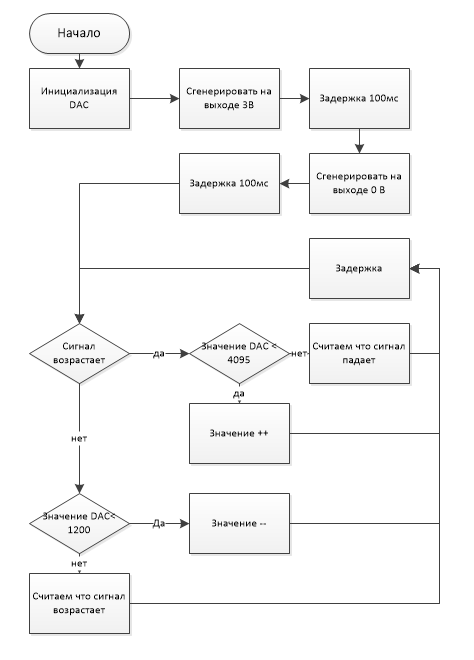 Начало
Инициализация
DAC
Сгенерировать на
выходе 3В
Задержка 100мс
Сгенерировать на
выходе 0 В
Задержка 100мс
Задержка
Сигнал
возрастает
да
Значение DAC <
4095
нет
Считаем что сигнал
падает
да
Значение ++
нет
Значение DAC<
1200
Да
Значение --
нет
Считаем что сигнал
возрастает